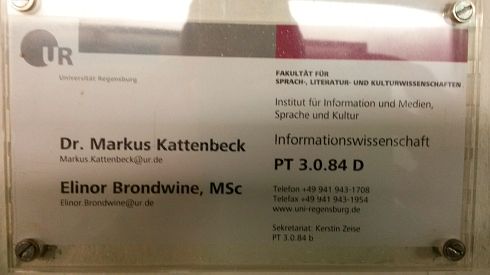 UR
Universität Regensburg
FAKULTÄT FÜR
SPRACH-, LITERATUR- UND KULTURWISSENSCHAFTEN
Institut für Information und Medien,
Sprache und Kultur
Dr. Markus Kattenbeck
Markus.Kattenbeck@ur.de
Elinor Brondwine, MSc
Elinor.Brondwine@ur.de
Informationswissenschaft
PT 3.0.84 D
Telefon +49 941 943-1708
Telefax +49 941 943-1954
www.uni-regensburg.de
Sekretariat: Kerstin Zeise
PT 3.0.84 b